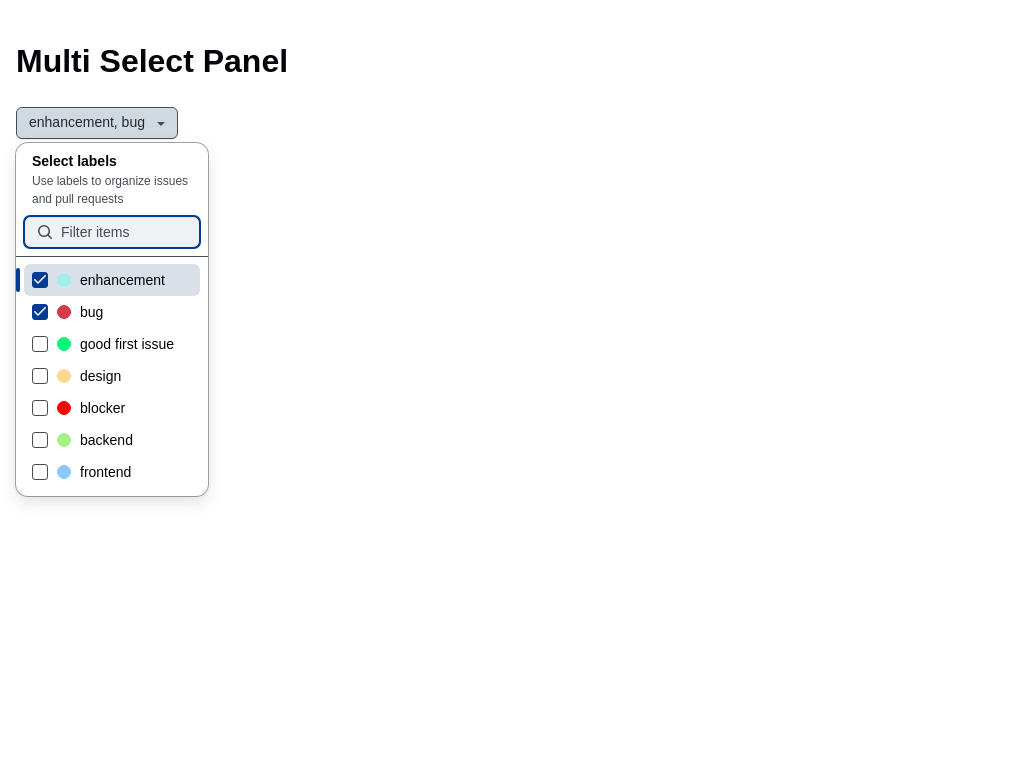 Multi Select Panel
enhancement, bug
Select labels
Use labels to organize issues
and pull requests
Filter items
enhancement
bug
good first issue
design
blocker
backend
frontend